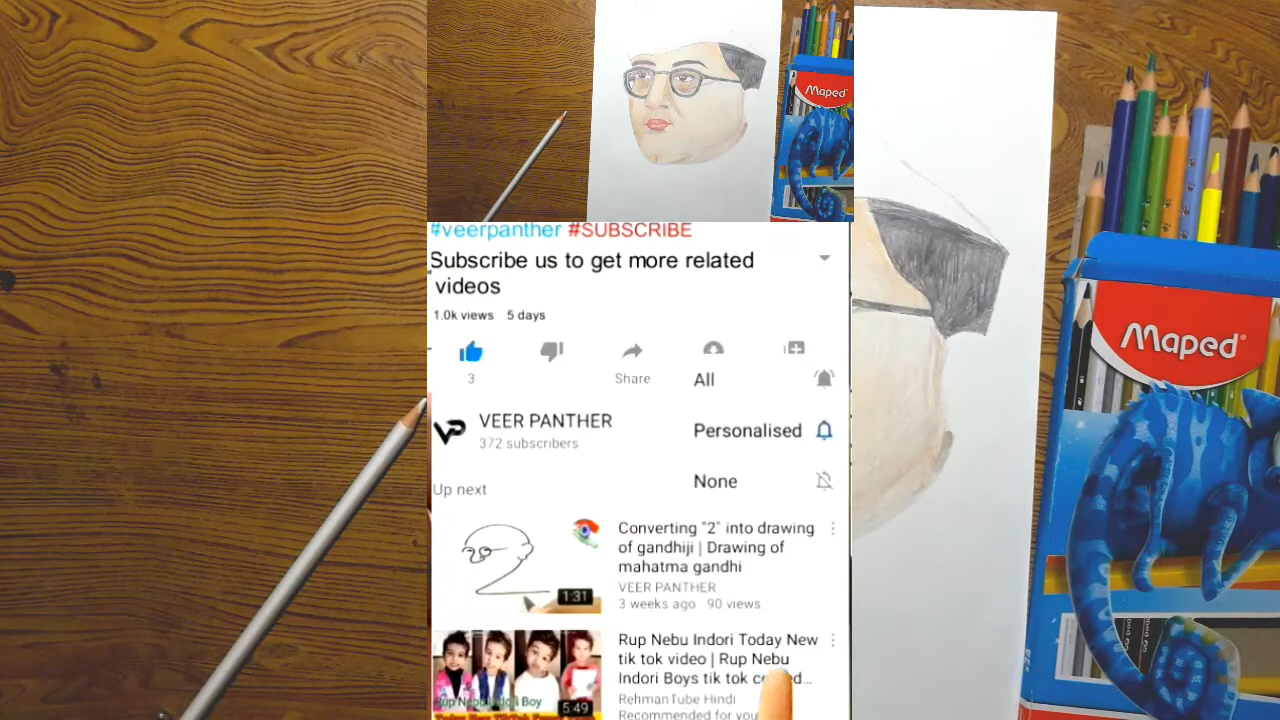 Maped
#veerpanther #SUBSCRIBE
Subscribe us to get more related
videos
1.0k views 5 days
3
Share
All
VEER PANTHER
372 subscribers
Personalised
None
Up next
Converting "2" into drawing
of gandhiji | Drawing of
mahatma gandhi
VEER PANTHER
3 weeks ago 90 views
1:31
Rup Nebu Indori Today New
tik tok video | Rup Nebu
Indori Boys tik tok
RehmanTube Hindi
Recommended for you
5:49
Maped